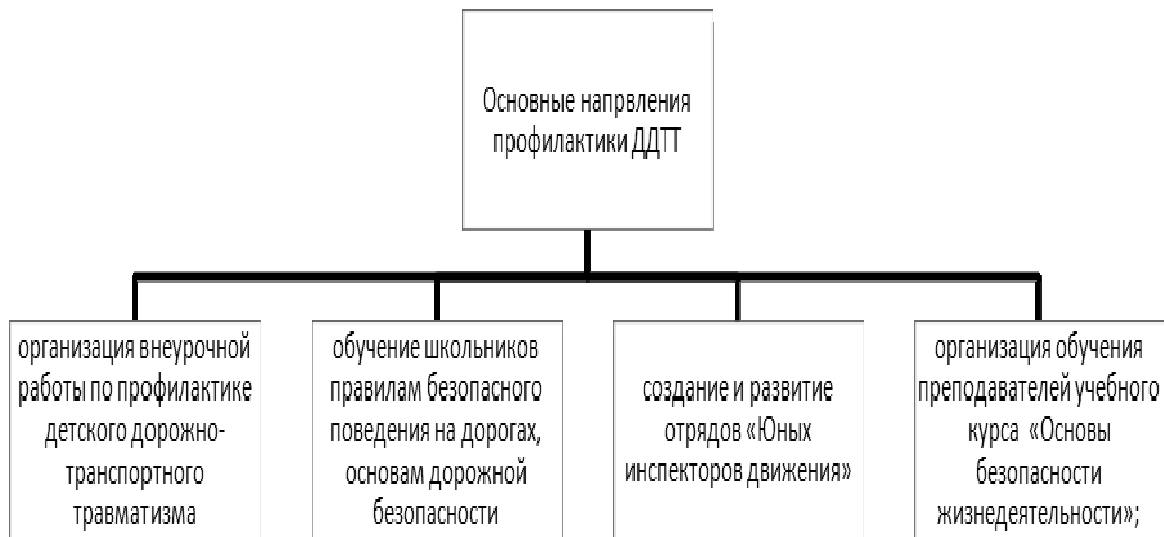 Основные напрвления
профилактики ДДТТ
организация внеурочной
работы по профилактике
детского дорожно-
транспортного
травматизма
обучение школьников
правилам безопасного
поведения на дорогах,
основам дорожной
безопасности
создание и развитие
отрядов «Юных
инспекторов движения»
организация обучения
преподавателей учебного
курса «Основы
безопасности
жизнедеятельности»;